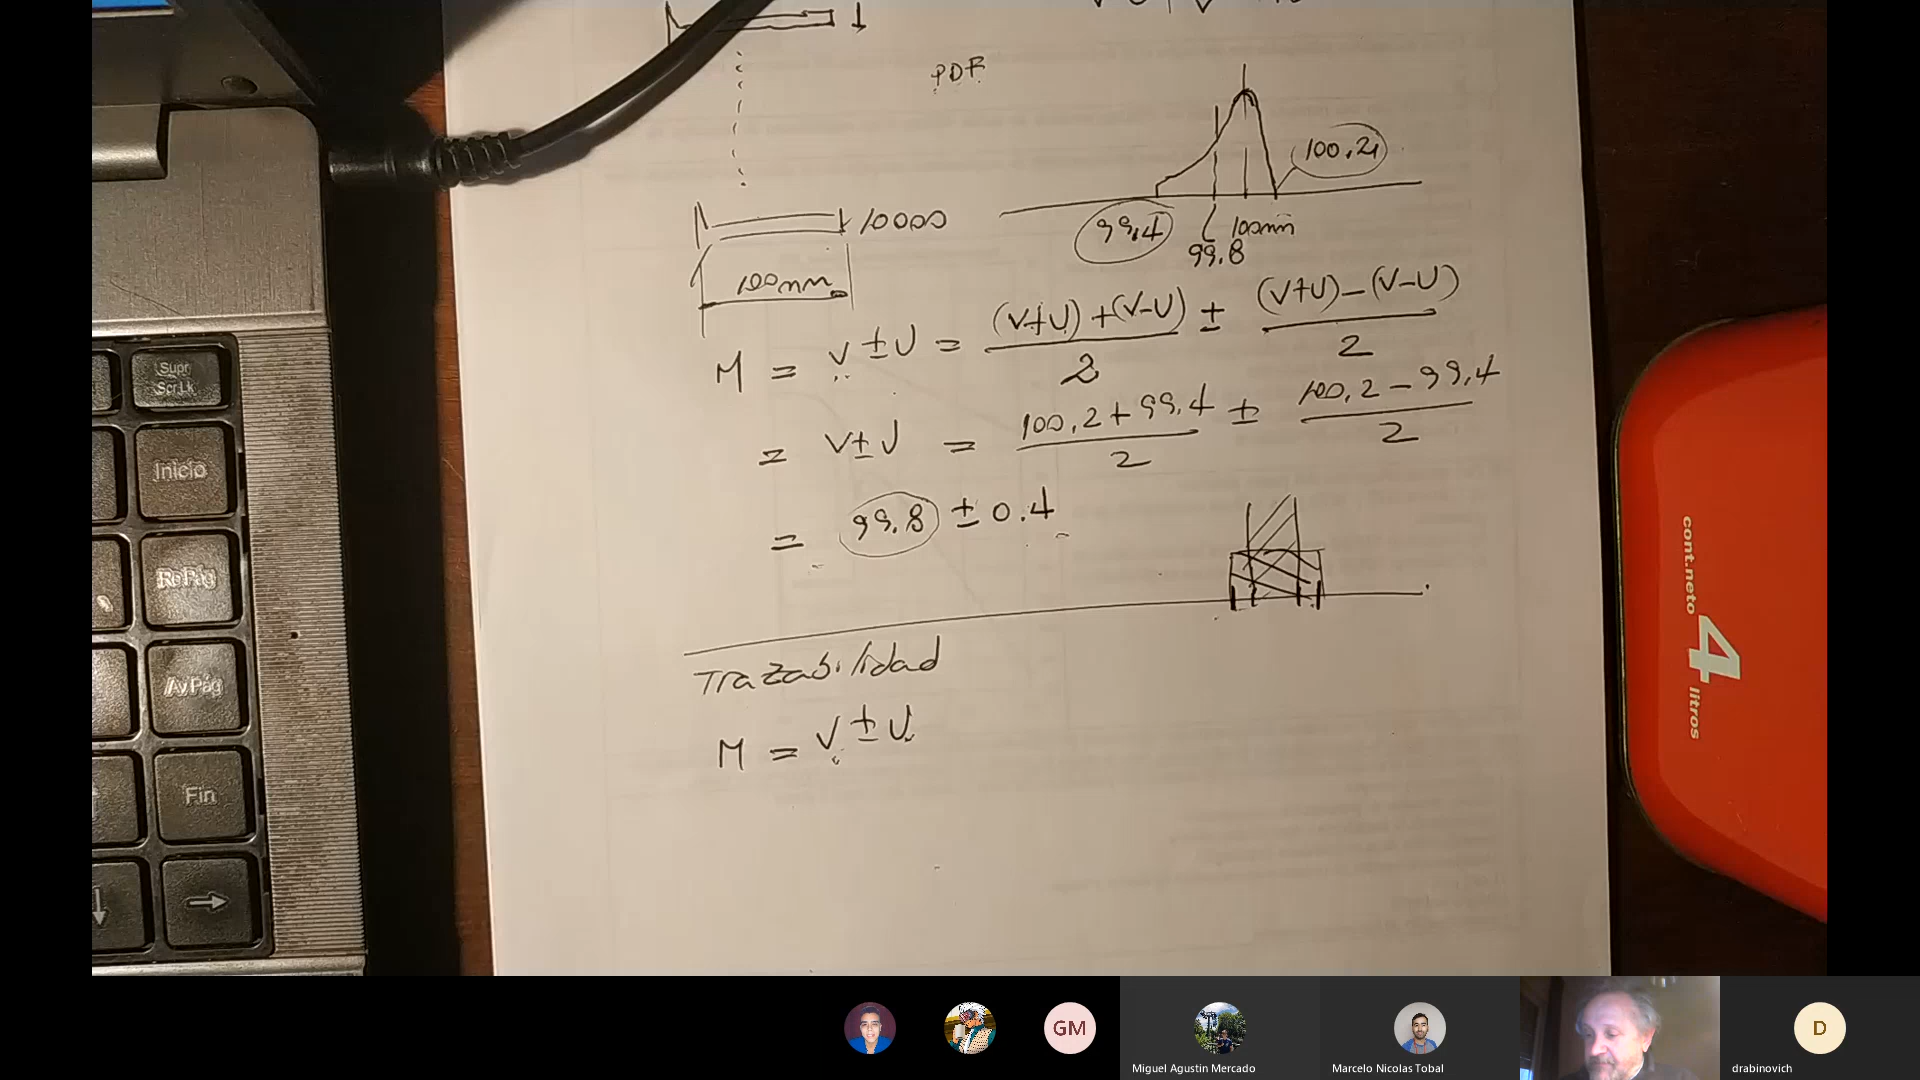 PDF
100,2
10000
99,4
100mm
99.8
100mm
M = V ± U = (V+U) + (V-U) / 2 ± (V+U) - (V-U) / 2
= V ± U = 100,2 + 99,4 / 2 ± 100,2 - 99,4 / 2
= 99.8 ± 0.4
Trazabilidad
M = V ± U
Supr
Scr Lk
Inicio
RePág
AvPág
Fin
cont.neto
4
litros
GM
D
Miguel Agustin Mercado
Marcelo Nicolas Tobal
drabinovich